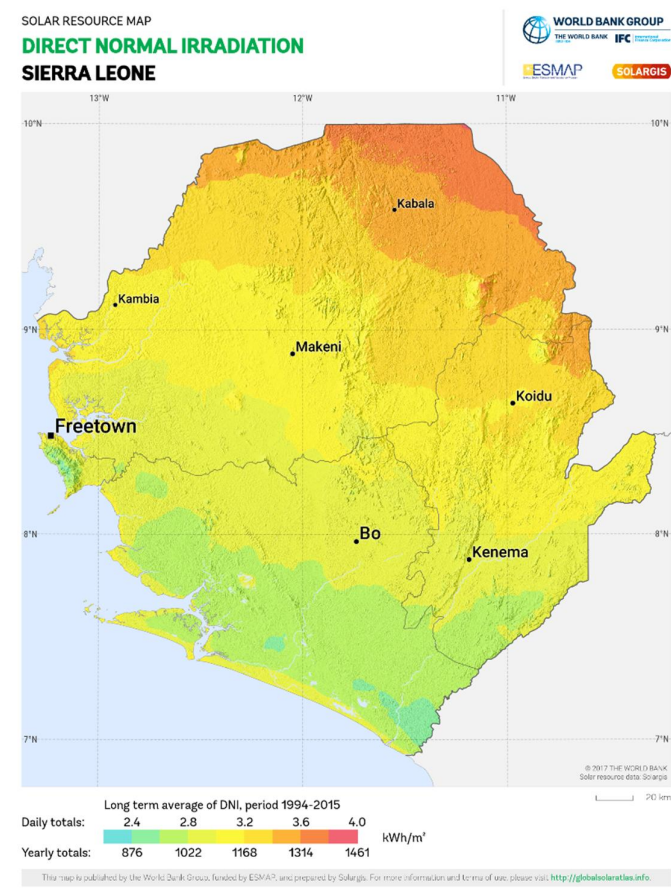 SOLAR RESOURCE MAP
DIRECT NORMAL IRRADIATION
SIERRA LEONE
WORLD BANK GROUP
THE WORLD BANK
IFC
ESMAP
SOLARGIS
13°W
12°W
11°W
10°N
10°N
Kabala
Kambia
9°N
9°N
Makeni
Koidu
Freetown
8°N
8°N
Bo
Kenema
7°N
7°N
© 2017 THE WORLD BANK
Solar resource data: Solargis
20 km
Long term average of DNI, period 1994-2015
Daily totals: 2.4 2.8 3.2 3.6 4.0
kWh/m²
Yearly totals: 876 1022 1168 1314 1461
This map is published by the World Bank Group, funded by ESMAP, and prepared by Solargis. For more information and terms of use, please visit http://globalsolaratlas.info.